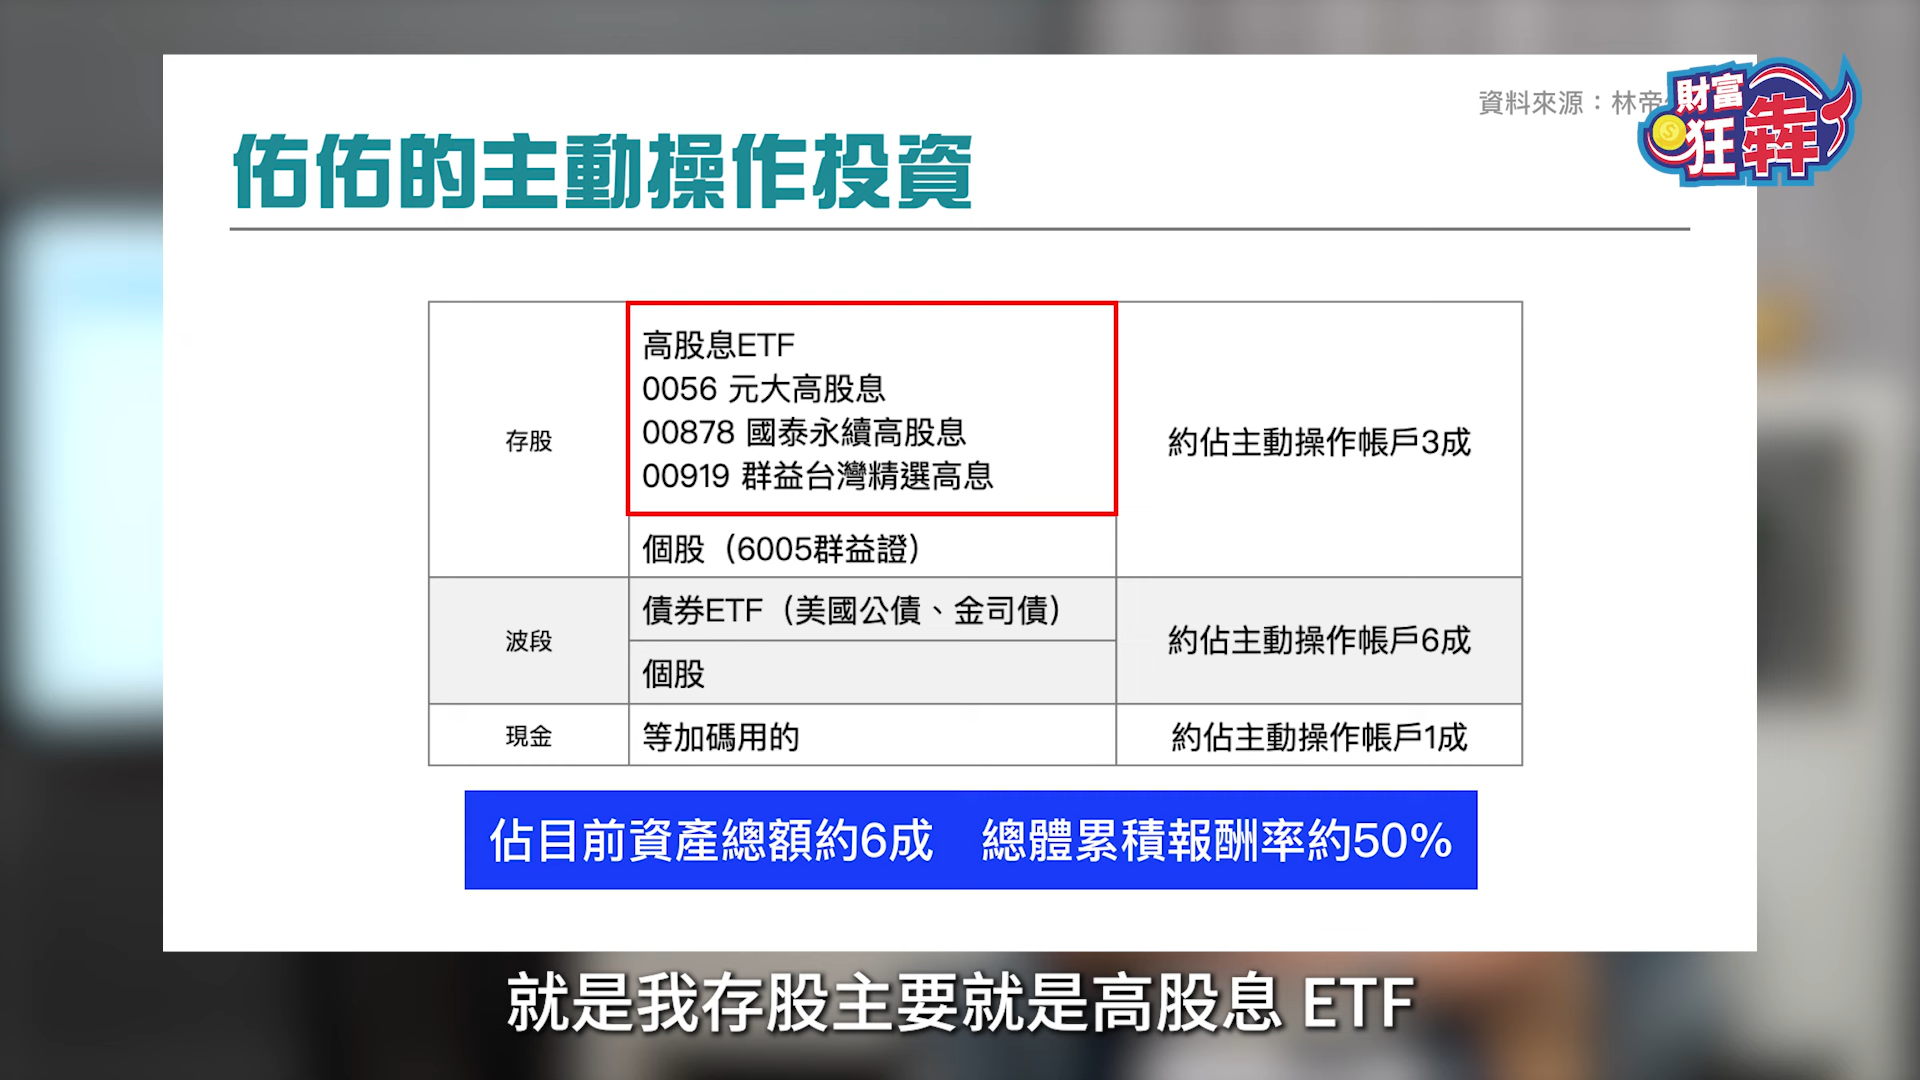 資料來源：林帝
財富
狂犇
佑佑的主動操作投資
存股
高股息ETF
0056 元大高股息
00878 國泰永續高股息
00919 群益台灣精選高息
個股（6005群益證）
約佔主動操作帳戶3成
波段
債券ETF（美國公債、金司債）
個股
約佔主動操作帳戶6成
現金
等加碼用的
約佔主動操作帳戶1成
佔目前資產總額約6成　總體累積報酬率約50%
就是我存股主要就是高股息 ETF